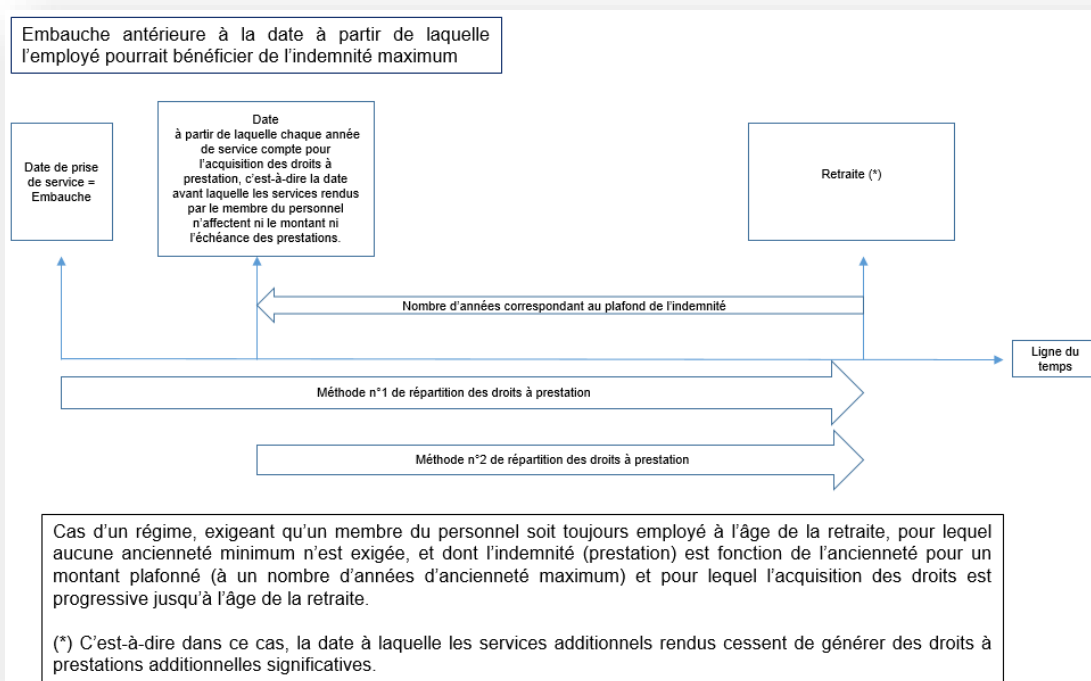 Embauche antérieure à la date à partir de laquelle
l'employé pourrait bénéficier de l'indemnité maximum
Date de prise
de service =
Embauche
Date
à partir de laquelle chaque année
de service compte pour
l'acquisition des droits à
prestation, c'est-à-dire la date
avant laquelle les services rendus
par le membre du personnel
n'affectent ni le montant ni
l'échéance des prestations.
Retraite (*)
Nombre d'années correspondant au plafond de l'indemnité
Ligne du
temps
Méthode n°1 de répartition des droits à prestation
Méthode n°2 de répartition des droits à prestation
Cas d'un régime, exigeant qu'un membre du personnel soit toujours employé à l'âge de la retraite, pour lequel
aucune ancienneté minimum n'est exigée, et dont l'indemnité (prestation) est fonction de l'ancienneté pour un
montant plafonné (à un nombre d'années d'ancienneté maximum) et pour lequel l'acquisition des droits est
progressive jusqu'à l'âge de la retraite.
(*) C'est-à-dire dans ce cas, la date à laquelle les services additionnels rendus cessent de générer des droits à
prestations additionnelles significatives.